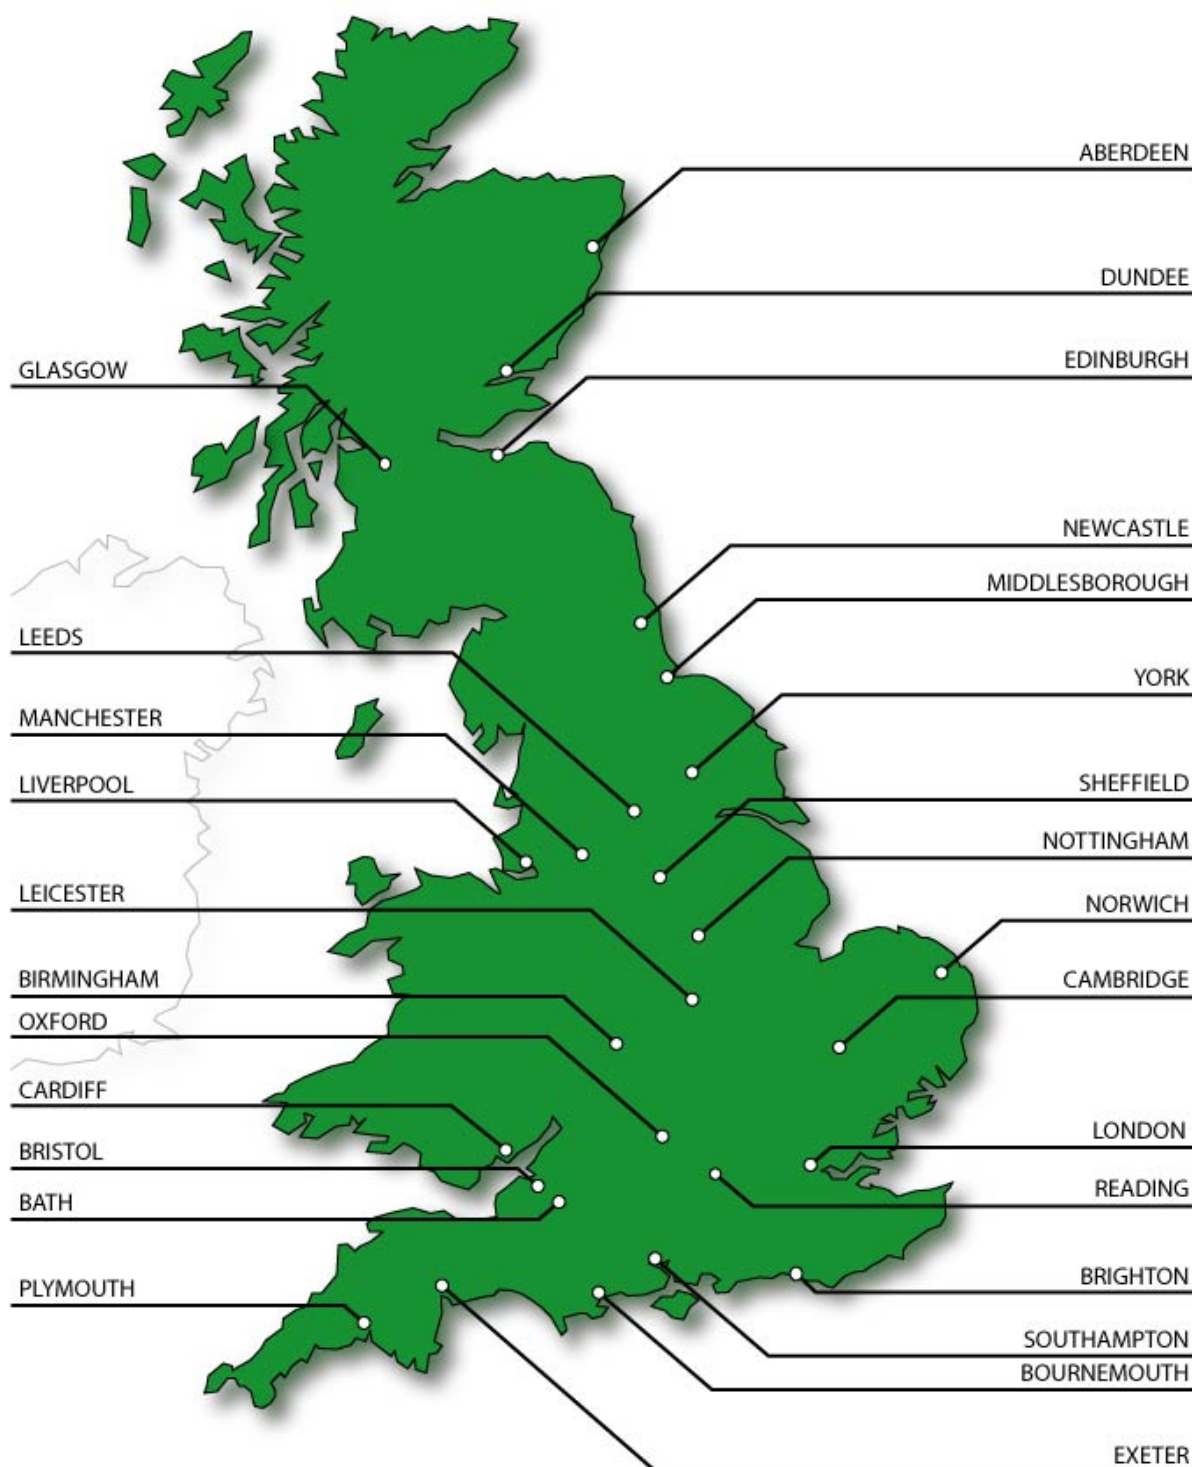 ABERDEEN
DUNDEE
EDINBURGH
GLASGOW
NEWCASTLE
MIDDLESBOROUGH
LEEDS
YORK
MANCHESTER
LIVERPOOL
SHEFFIELD
NOTTINGHAM
LEICESTER
NORWICH
BIRMINGHAM
CAMBRIDGE
OXFORD
CARDIFF
LONDON
BRISTOL
READING
BATH
BRIGHTON
PLYMOUTH
SOUTHAMPTON
BOURNEMOUTH
EXETER